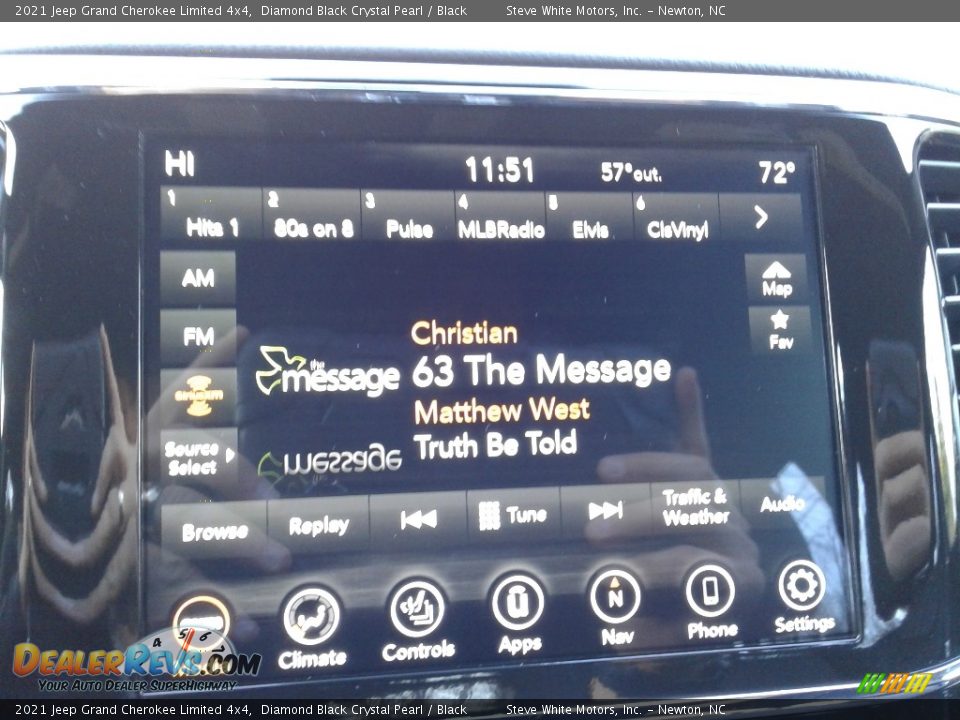 2021 Jeep Grand Cherokee Limited 4x4, Diamond Black Crystal Pearl / Black Steve White Motors, Inc. – Newton, NC
HI 11:51 57°out. 72°
1 Hits 1 2 80s on 8 3 Pulse 4 MLBRadio 5 Elvis 6 ClsVinyl
AM
Map
FM
Fav
Christian
the message 63 The Message
Matthew West
Truth Be Told
siriusxm
Source Select
message
Browse Replay Tune Traffic & Weather Audio
Climate Controls Apps Nav Phone Settings
N
4 5 6
DealerRevs.com
Your Auto Dealer SuperHighway
2021 Jeep Grand Cherokee Limited 4x4, Diamond Black Crystal Pearl / Black Steve White Motors, Inc. – Newton, NC